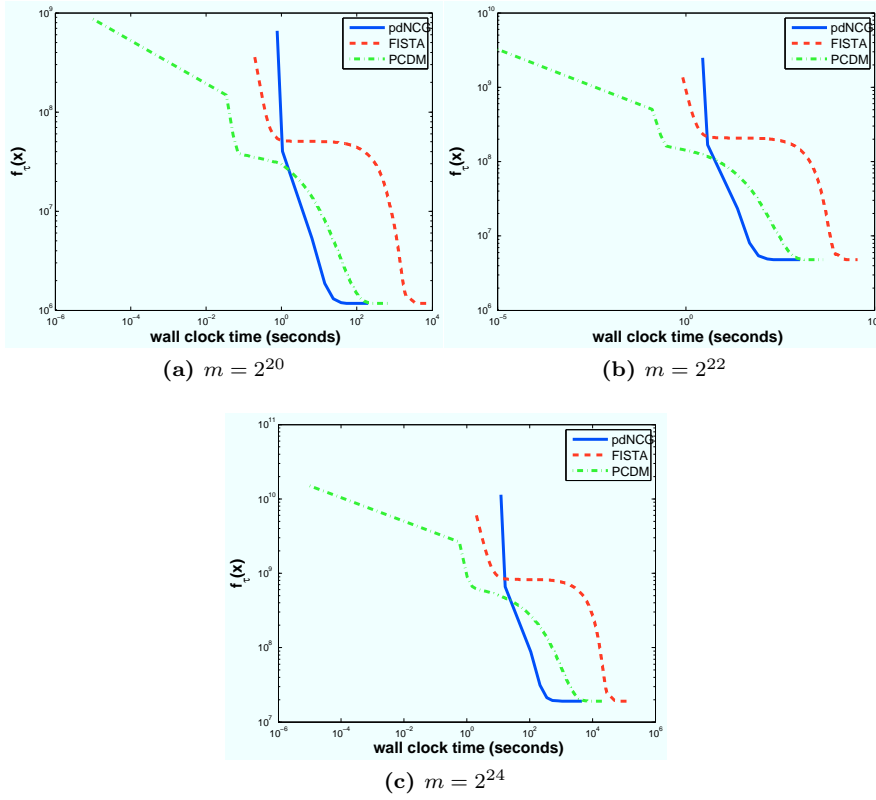 10^9
10^8
10^7
10^6
f_τ(x)
10^-6
10^-4
10^-2
10^0
10^2
10^4
wall clock time (seconds)
pdNCG
FISTA
PCDM
(a) m = 2^20
10^10
10^9
10^8
10^7
10^6
f_τ(x)
10^-5
10^0
10
wall clock time (seconds)
pdNCG
FISTA
PCDM
(b) m = 2^22
10^11
10^10
10^9
10^8
10^7
f_τ(x)
10^-6
10^-4
10^-2
10^0
10^2
10^4
10^6
wall clock time (seconds)
pdNCG
FISTA
PCDM
(c) m = 2^24